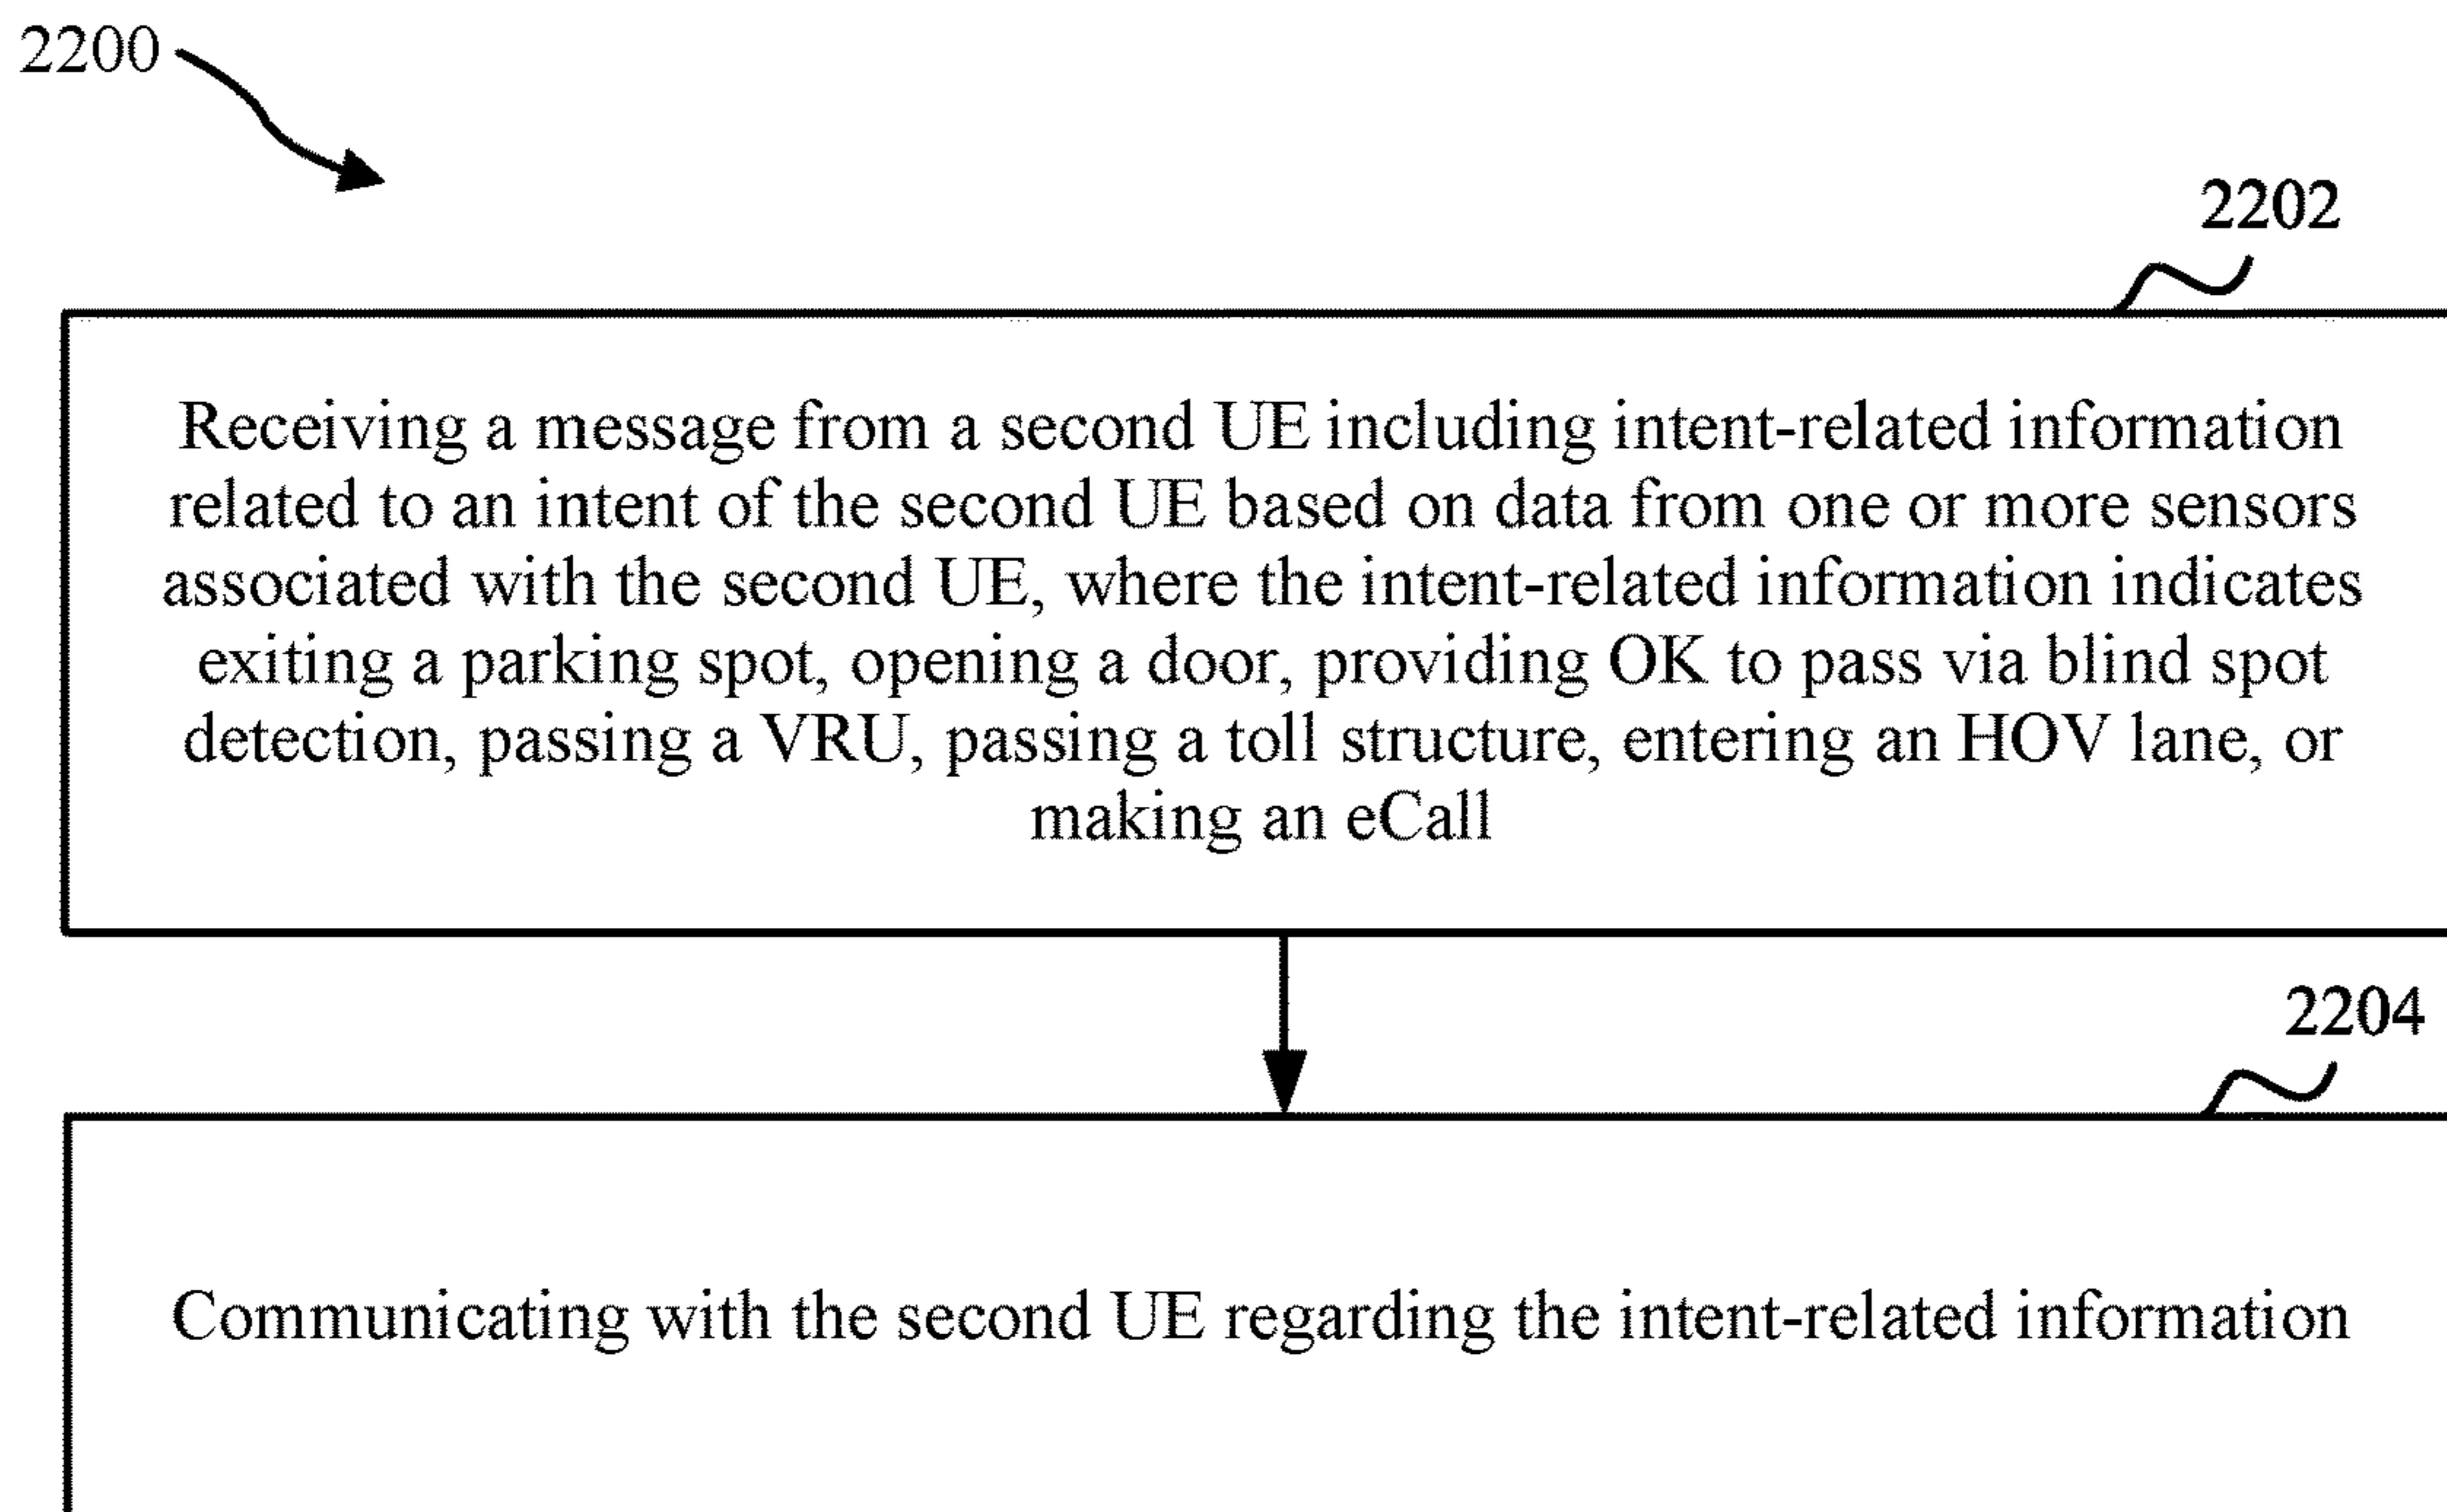 2200
2202
Receiving a message from a second UE including intent-related information
related to an intent of the second UE based on data from one or more sensors
associated with the second UE, where the intent-related information indicates
exiting a parking spot, opening a door, providing OK to pass via blind spot
detection, passing a VRU, passing a toll structure, entering an HOV lane, or
making an eCall
2204
Communicating with the second UE regarding the intent-related information